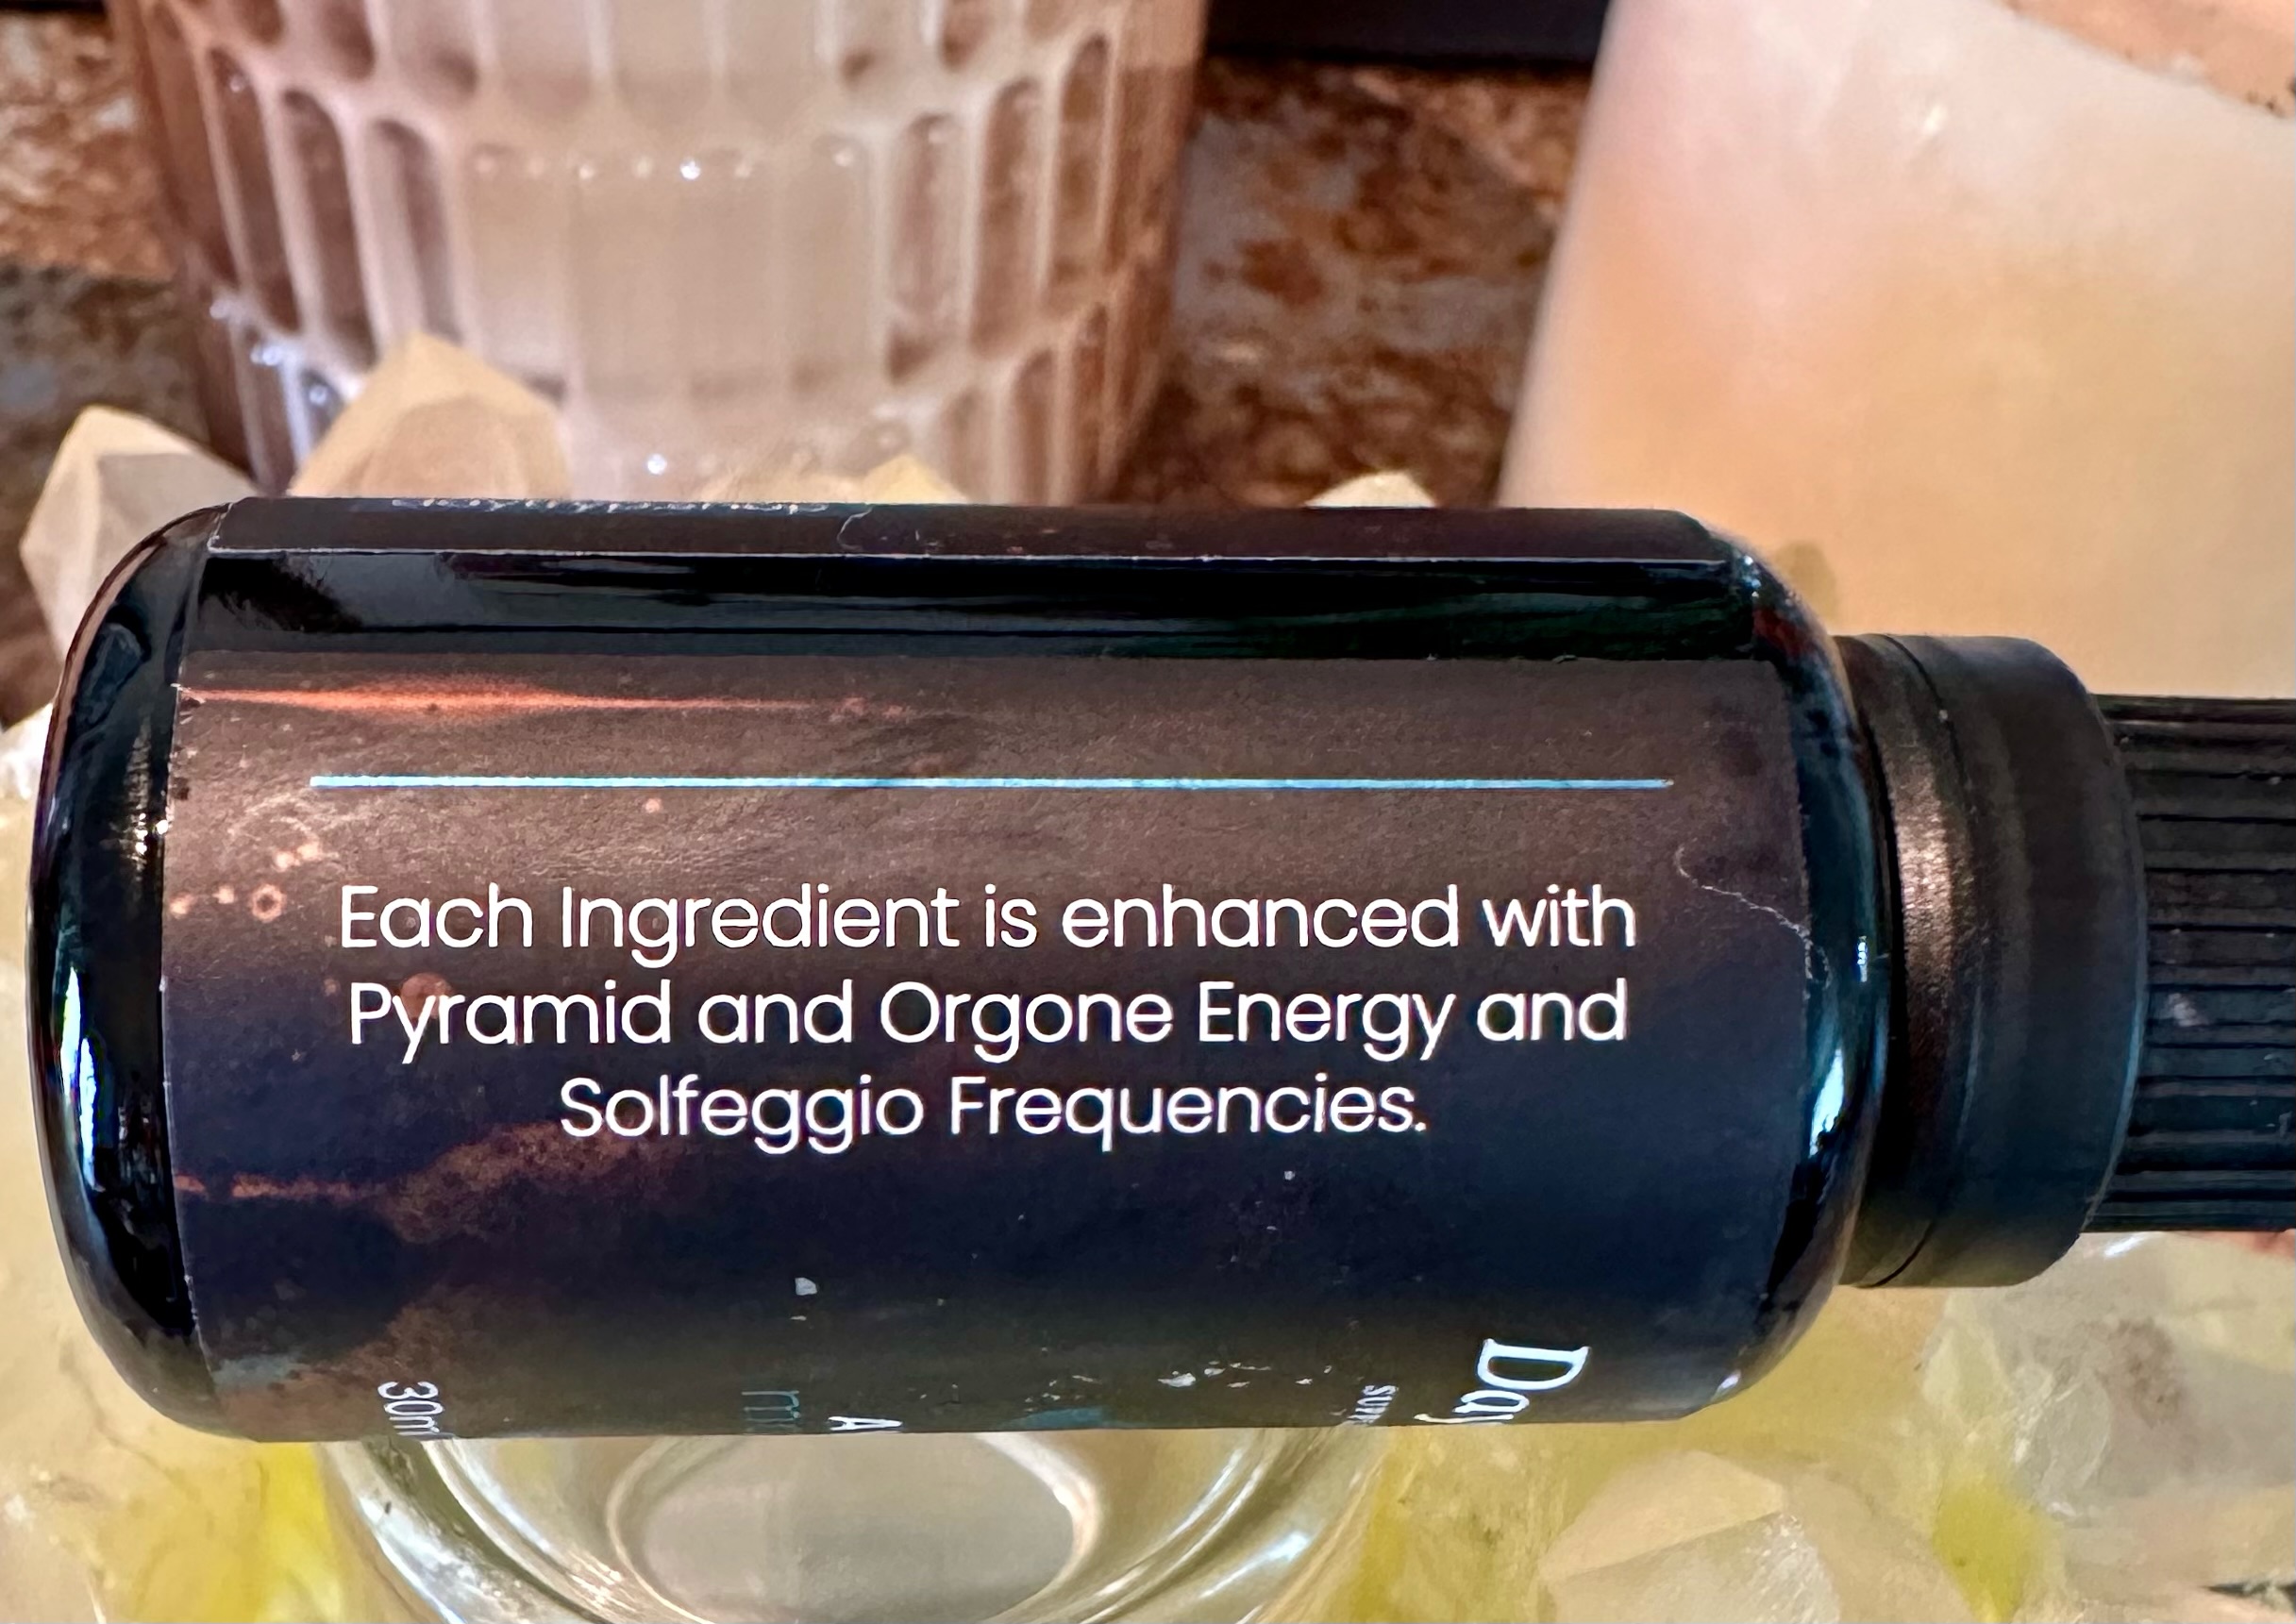 Each Ingredient is enhanced with
Pyramid and Orgone Energy and
Solfeggio Frequencies.